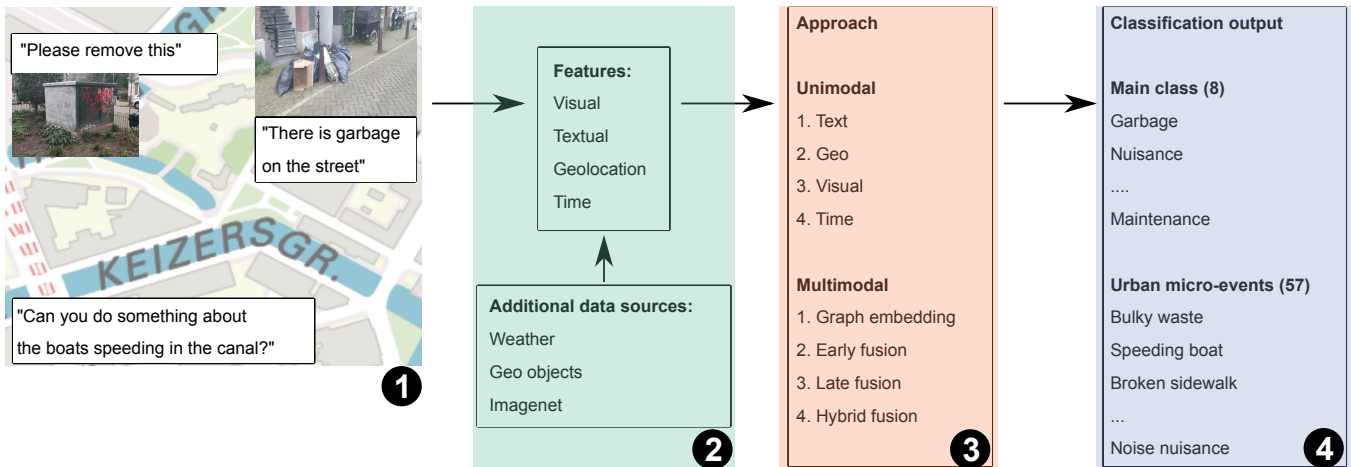 "Please remove this"
"There is garbage
on the street"
KEIZERSGR.
"Can you do something about
the boats speeding in the canal?"
1
Features:
Visual
Textual
Geolocation
Time
Additional data sources:
Weather
Geo objects
Imagenet
2
Approach
Unimodal
1. Text
2. Geo
3. Visual
4. Time
Multimodal
1. Graph embedding
2. Early fusion
3. Late fusion
4. Hybrid fusion
3
Classification output
Main class (8)
Garbage
Nuisance
....
Maintenance
Urban micro-events (57)
Bulky waste
Speeding boat
Broken sidewalk
...
Noise nuisance
4